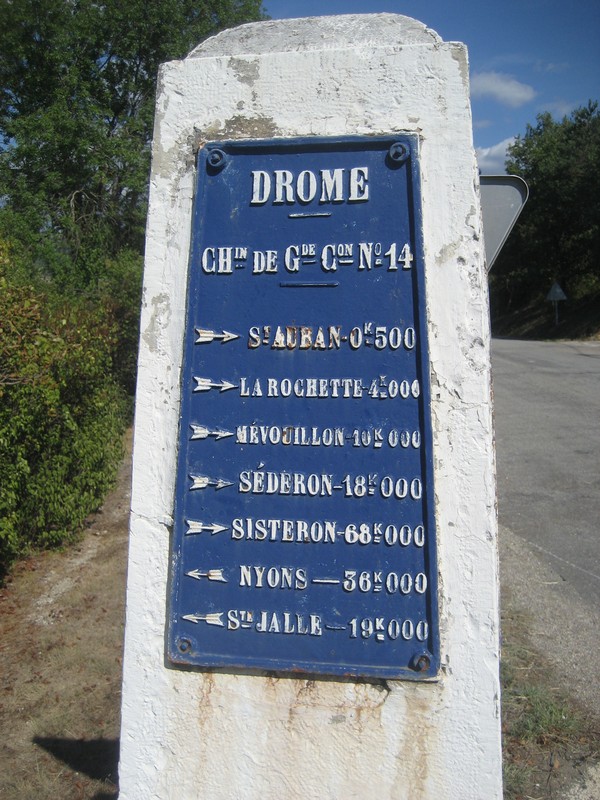 DROME
CHIN DE GDE CON NO 14
ST AUBAN-0K500
LA ROCHETTE-4K000
MÉVOUILLON-10K000
SÉDERON-18K000
SISTERON-68K000
NYONS-36K000
STE JALLE-19K000